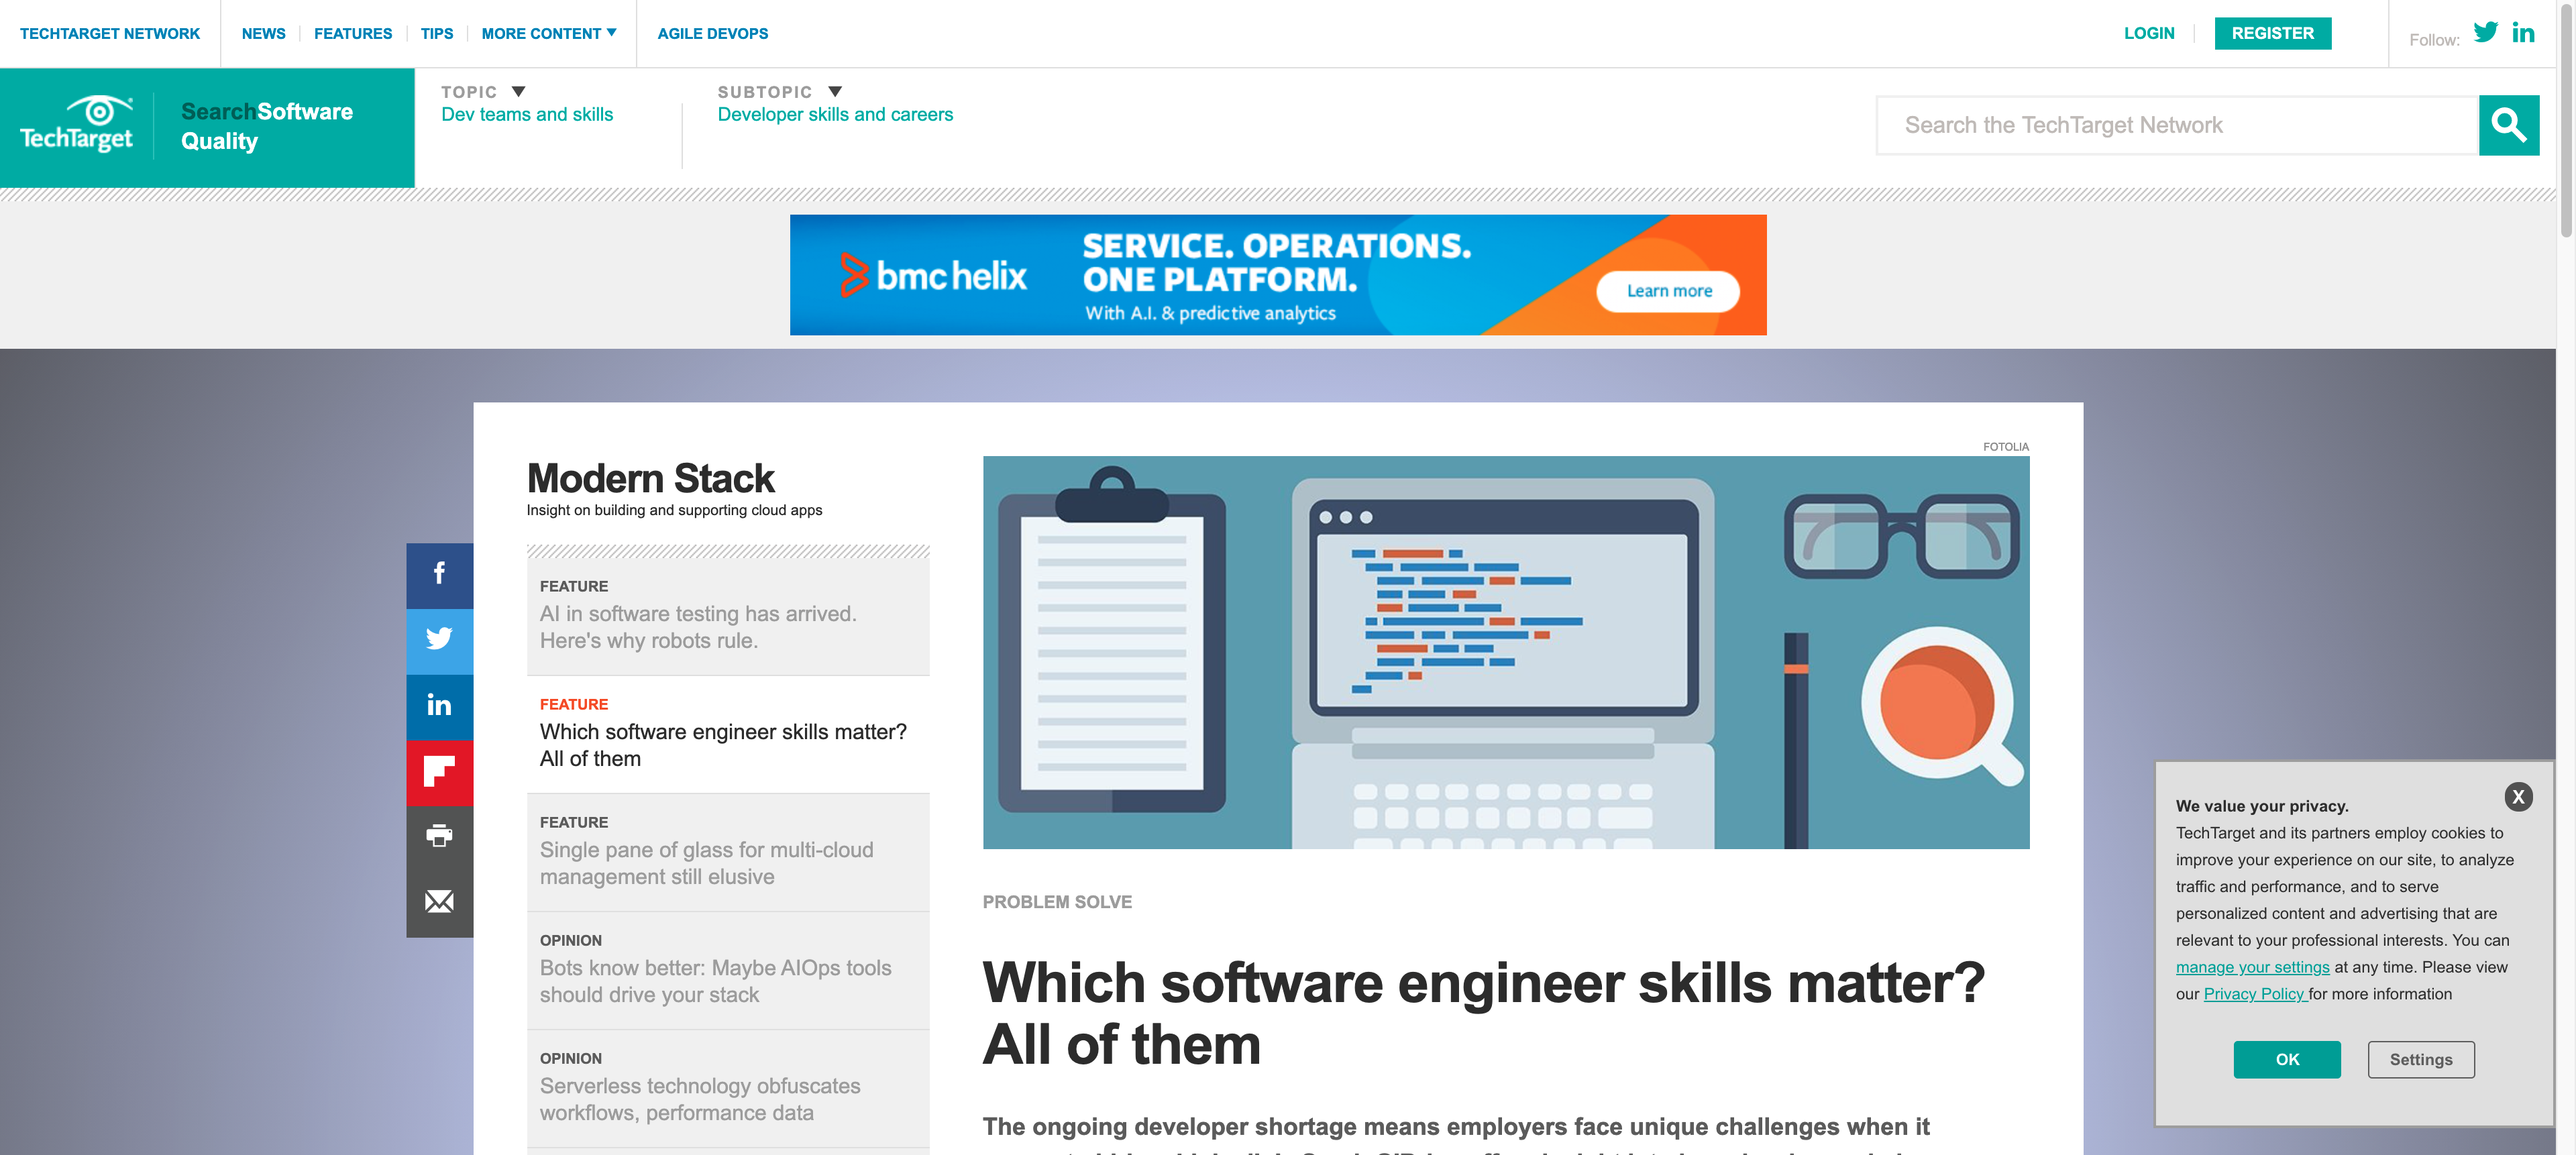 TECHTARGET NETWORK
NEWS
FEATURES
TIPS
MORE CONTENT
AGILE DEVOPS
LOGIN
REGISTER
Follow:
TechTarget
SearchSoftware
Quality
TOPIC
Dev teams and skills
SUBTOPIC
Developer skills and careers
Search the TechTarget Network
bmc helix
SERVICE. OPERATIONS.
ONE PLATFORM.
With A.I. & predictive analytics
Learn more
Modern Stack
Insight on building and supporting cloud apps
FEATURE
AI in software testing has arrived.
Here's why robots rule.
FEATURE
Which software engineer skills matter?
All of them
FEATURE
Single pane of glass for multi-cloud
management still elusive
OPINION
Bots know better: Maybe AIOps tools
should drive your stack
OPINION
Serverless technology obfuscates
workflows, performance data
FOTOLIA
PROBLEM SOLVE
Which software engineer skills matter?
All of them
The ongoing developer shortage means employers face unique challenges when it
X
We value your privacy.
TechTarget and its partners employ cookies to
improve your experience on our site, to analyze
traffic and performance, and to serve
personalized content and advertising that are
relevant to your professional interests. You can
manage your settings at any time. Please view
our Privacy Policy for more information
OK
Settings